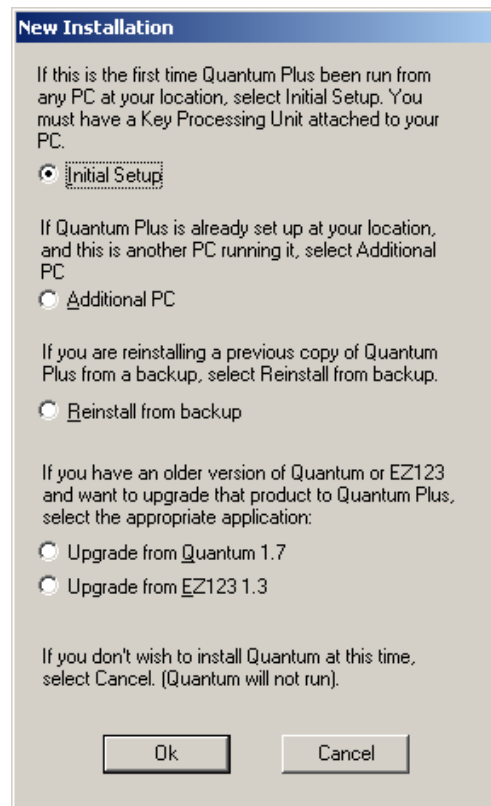 New Installation
If this is the first time Quantum Plus been run from
any PC at your location, select Initial Setup. You
must have a Key Processing Unit attached to your
PC.
Initial Setup
If Quantum Plus is already set up at your location,
and this is another PC running it, select Additional
PC
Additional PC
If you are reinstalling a previous copy of Quantum
Plus from a backup, select Reinstall from backup.
Reinstall from backup
If you have an older version of Quantum or EZ123
and want to upgrade that product to Quantum Plus,
select the appropriate application:
Upgrade from Quantum 1.7
Upgrade from EZ123 1.3
If you don't wish to install Quantum at this time,
select Cancel. (Quantum will not run).
Ok
Cancel